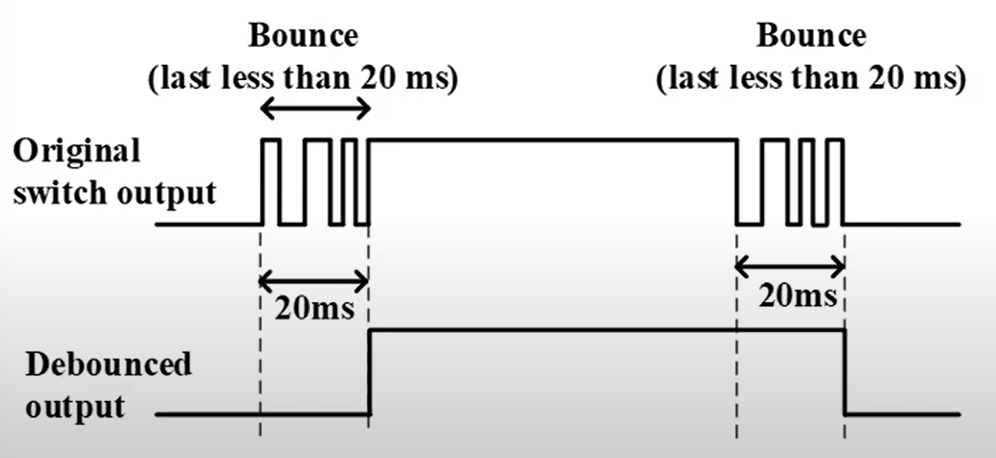 Bounce
(last less than 20 ms)
Bounce
(last less than 20 ms)
Original
switch output
20ms
20ms
Debounced
output